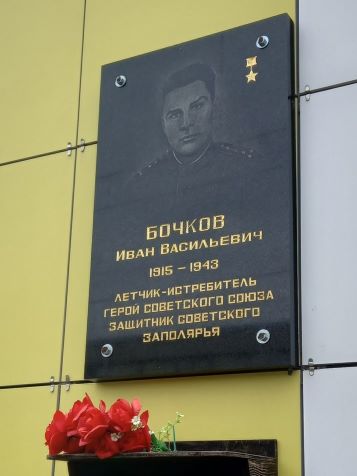 БОЧКОВ
ИВАН ВАСИЛЬЕВИЧ
1915 – 1943
ЛЕТЧИК-ИСТРЕБИТЕЛЬ
ГЕРОЙ СОВЕТСКОГО СОЮЗА
ЗАЩИТНИК СОВЕТСКОГО
ЗАПОЛЯРЬЯ